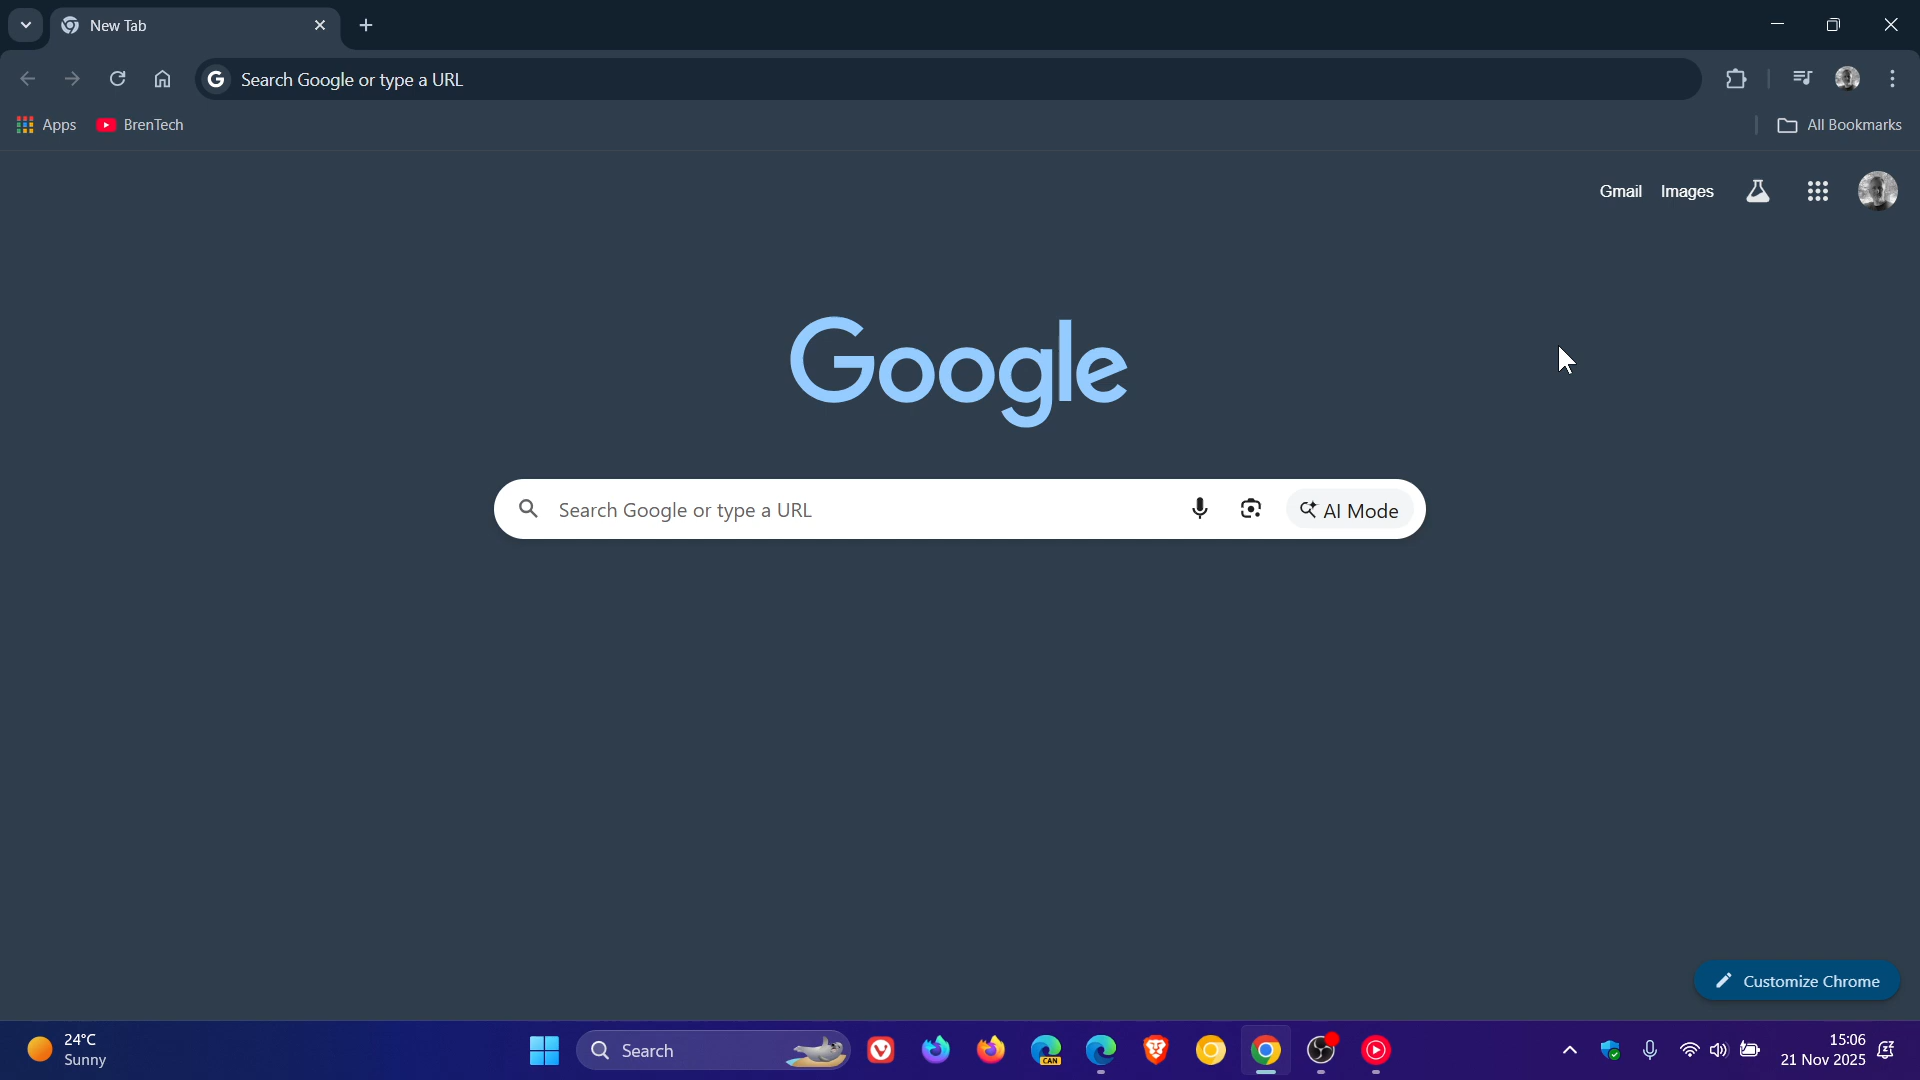 New Tab
Search Google or type a URL
Apps
BrenTech
All Bookmarks
Gmail Images
Google
Search Google or type a URL
AI Mode
Customize Chrome
24°C
Sunny
Search
CAN
15:06
21 Nov 2025